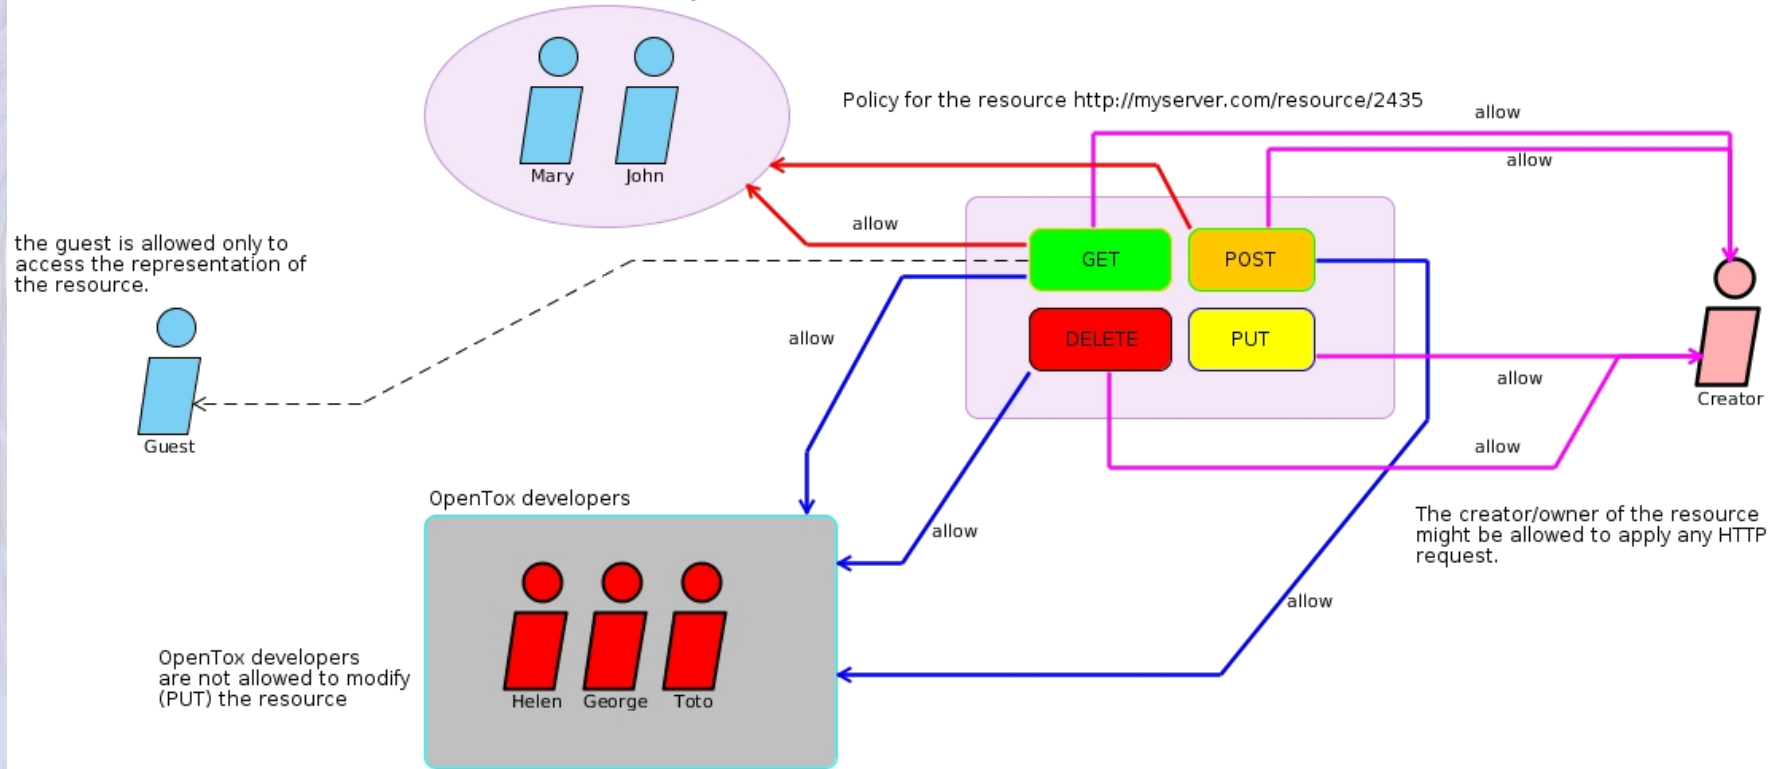 Policy for the resource http://myserver.com/resource/2435
allow
allow
Mary
John
allow
the guest is allowed only to
access the representation of
the resource.
GET
POST
allow
DELETE
PUT
allow
Creator
Guest
allow
OpenTox developers
allow
The creator/owner of the resource
might be allowed to apply any HTTP
request.
allow
OpenTox developers
are not allowed to modify
(PUT) the resource
Helen
George
Toto